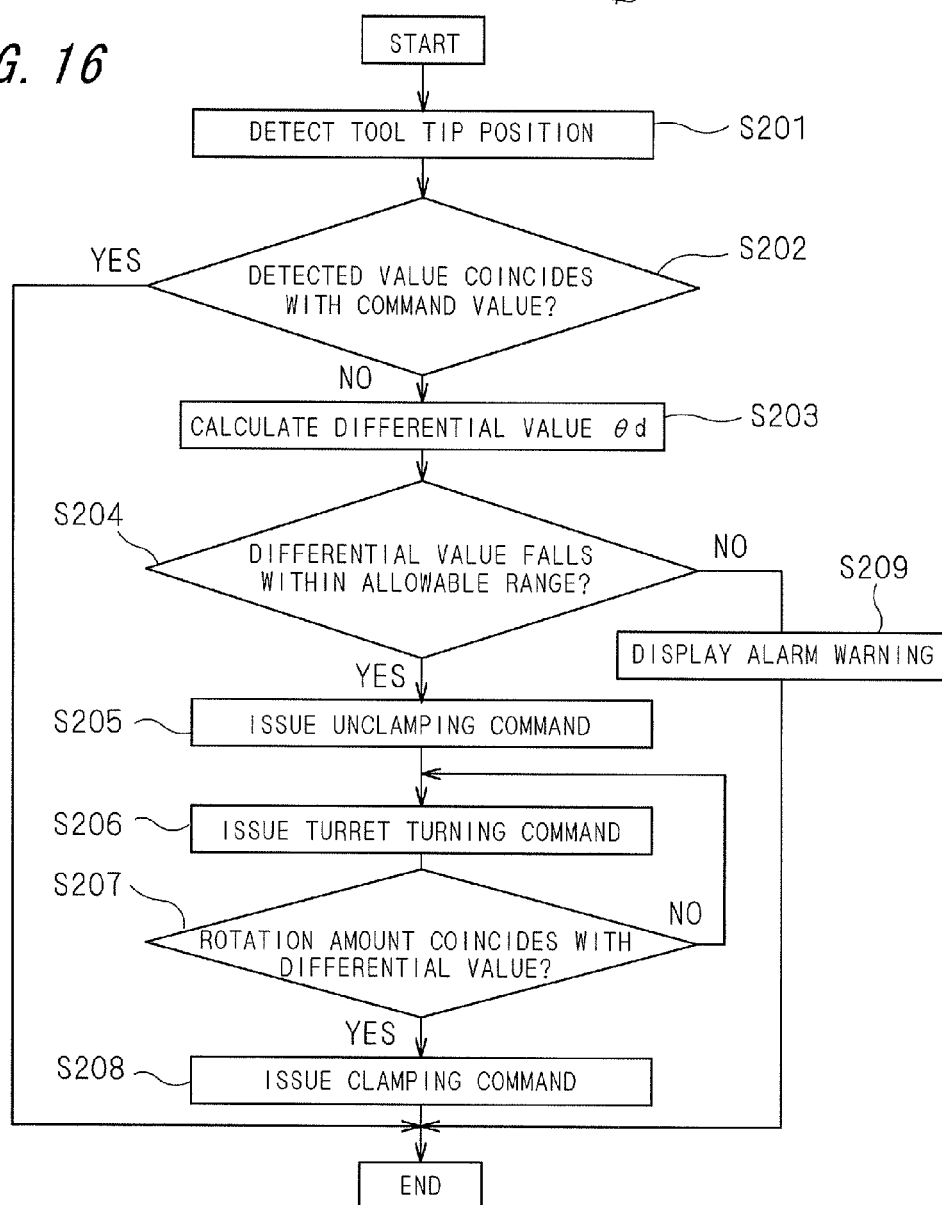 G. 16
START
DETECT TOOL TIP POSITION
S201
YES
DETECTED VALUE COINCIDES
WITH COMMAND VALUE?
S202
NO
CALCULATE DIFFERENTIAL VALUE θd
S203
S204
DIFFERENTIAL VALUE FALLS
WITHIN ALLOWABLE RANGE?
NO
S209
DISPLAY ALARM WARNING
YES
S205
ISSUE UNCLAMPING COMMAND
S206
ISSUE TURRET TURNING COMMAND
S207
ROTATION AMOUNT COINCIDES WITH
DIFFERENTIAL VALUE?
NO
YES
S208
ISSUE CLAMPING COMMAND
END